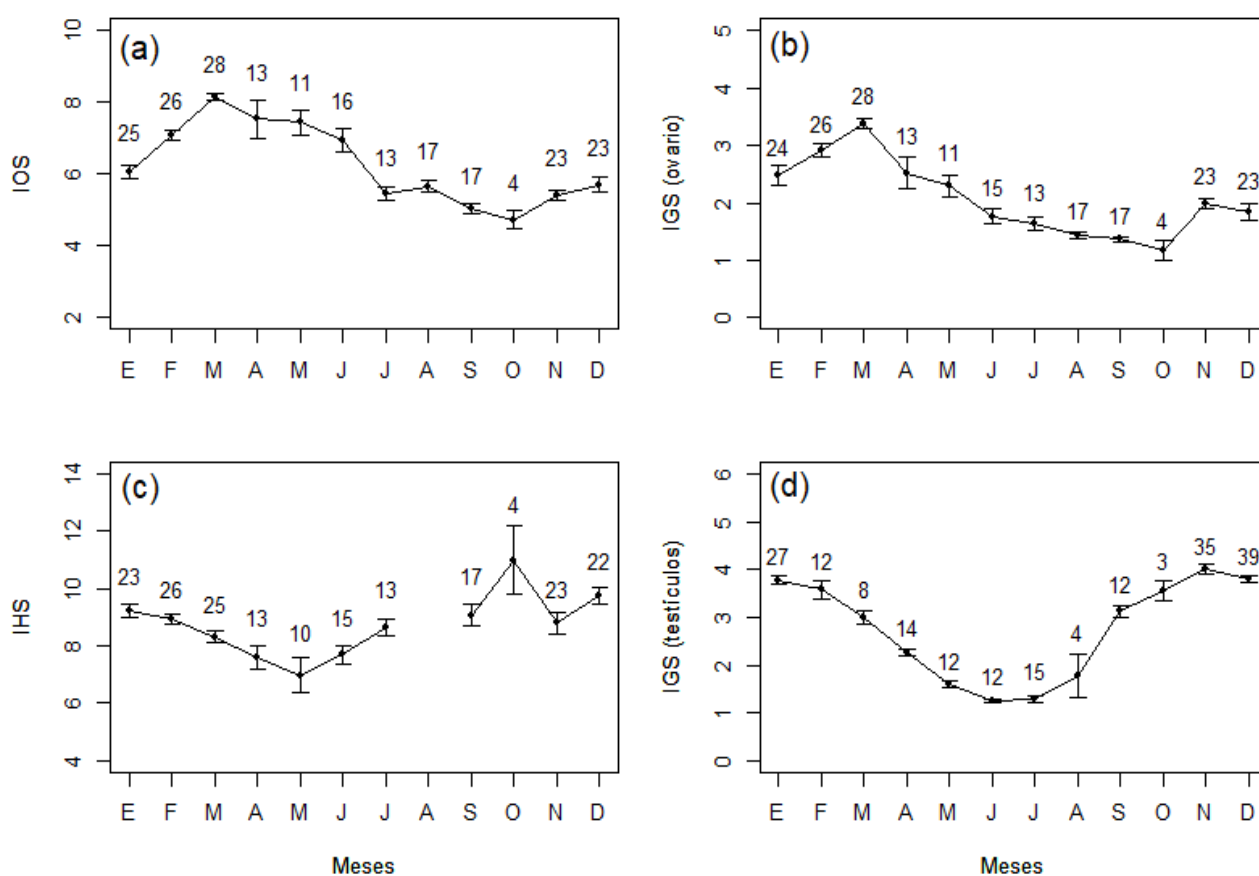 (a)
IOS
10
8
6
4
2
25 26 28 13 11 16 13 17 17 4 23 23
E F M A M J J A S O N D
(b)
IGS (ovario)
5
4
3
2
1
0
24 26 28 13 11 15 13 17 17 4 23 23
E F M A M J J A S O N D
(c)
IHS
14
12
10
8
6
4
23 26 25 13 10 15 13 17 4 23 22
E F M A M J J A S O N D
Meses
(d)
IGS (testículos)
6
5
4
3
2
1
0
27 12 8 14 12 12 15 4 12 3 35 39
E F M A M J J A S O N D
Meses